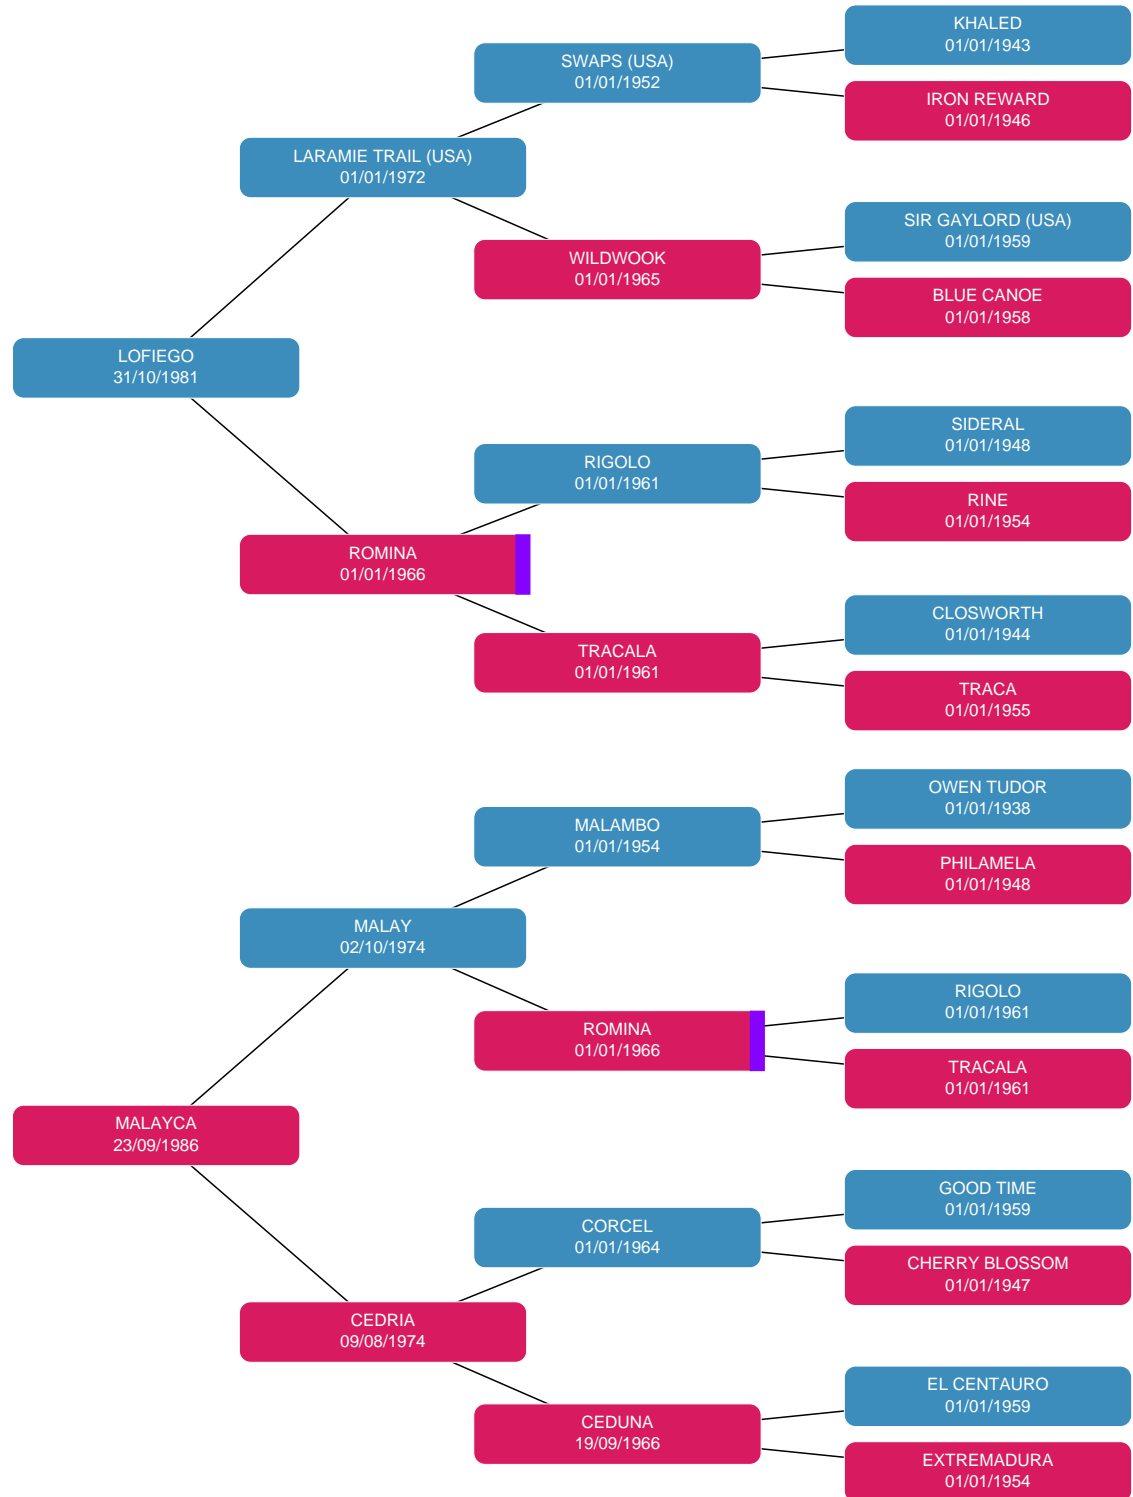 KHALED
01/01/1943
SWAPS (USA)
01/01/1952
IRON REWARD
01/01/1946
LARAMIE TRAIL (USA)
01/01/1972
SIR GAYLORD (USA)
01/01/1959
WILDWOOK
01/01/1965
BLUE CANOE
01/01/1958
LOFIEGO
31/10/1981
SIDERAL
01/01/1948
RIGOLO
01/01/1961
RINE
01/01/1954
ROMINA
01/01/1966
CLOSWORTH
01/01/1944
TRACALA
01/01/1961
TRACA
01/01/1955
OWEN TUDOR
01/01/1938
MALAMBO
01/01/1954
PHILAMELA
01/01/1948
MALAY
02/10/1974
RIGOLO
01/01/1961
ROMINA
01/01/1966
TRACALA
01/01/1961
MALAYCA
23/09/1986
GOOD TIME
01/01/1959
CORCEL
01/01/1964
CHERRY BLOSSOM
01/01/1947
CEDRIA
09/08/1974
EL CENTAURO
01/01/1959
CEDUNA
19/09/1966
EXTREMADURA
01/01/1954